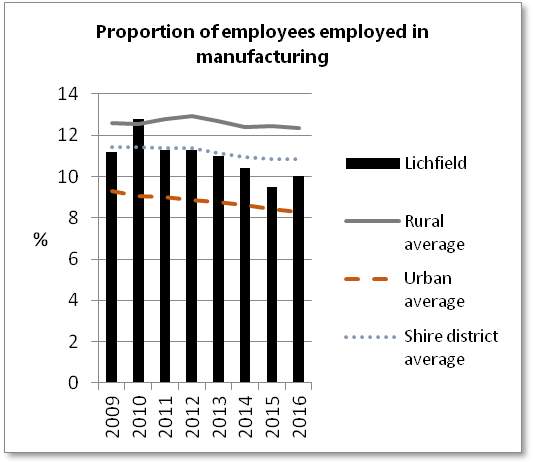 Proportion of employees employed in
manufacturing
14
12
10
8
6
4
2
0
%
2009
2010
2011
2012
2013
2014
2015
2016
Lichfield
Rural
average
Urban
average
Shire district
average